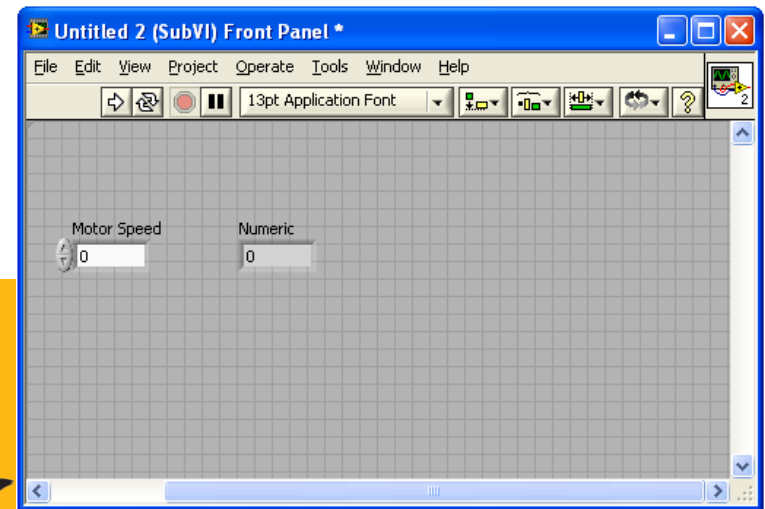 Untitled 2 (SubVI) Front Panel *
File Edit View Project Operate Tools Window Help
13pt Application Font
2
Motor Speed Numeric
0 0